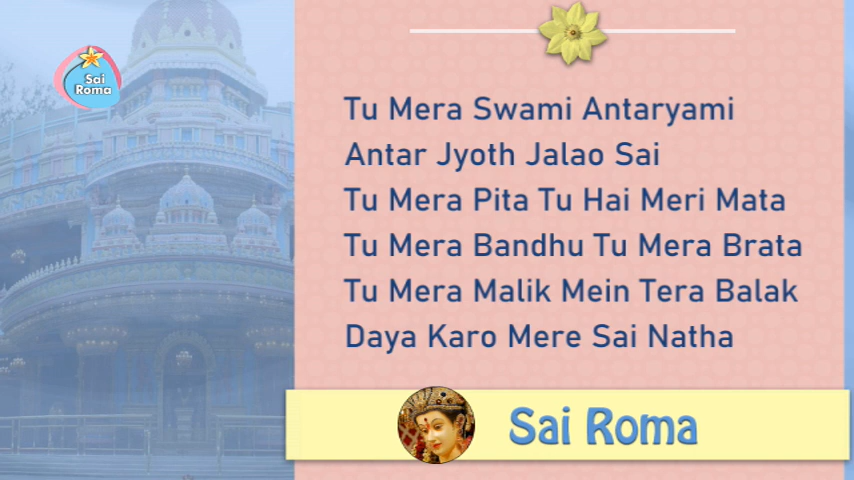 Sai
Roma
Tu Mera Swami Antaryami
Antar Jyoth Jalao Sai
Tu Mera Pita Tu Hai Meri Mata
Tu Mera Bandhu Tu Mera Brata
Tu Mera Malik Mein Tera Balak
Daya Karo Mere Sai Natha
Sai Roma